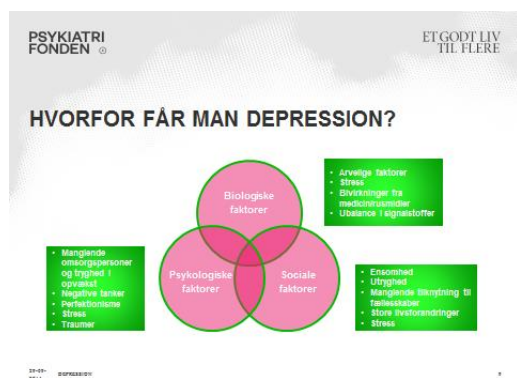 PSYKIATRI
FONDEN
ET GODT LIV
TIL FLERE
HVORFOR FÅR MAN DEPRESSION?
Biologiske
faktorer
• Arvelige faktorer
• Stress
• Bivirkninger fra
medicin/rusmidler
• Ubalance i signalstoffer
• Manglende
omsorgspersoner
og tryghed i
opvækst
• Negative tanker
• Perfektionisme
• Stress
• Traumer
Psykologiske
faktorer
Sociale
faktorer
• Ensomhed
• Utryghed
• Manglende tilknytning til
fællesskaber
• Store livsforandringer
• Stress
DEPRESSION